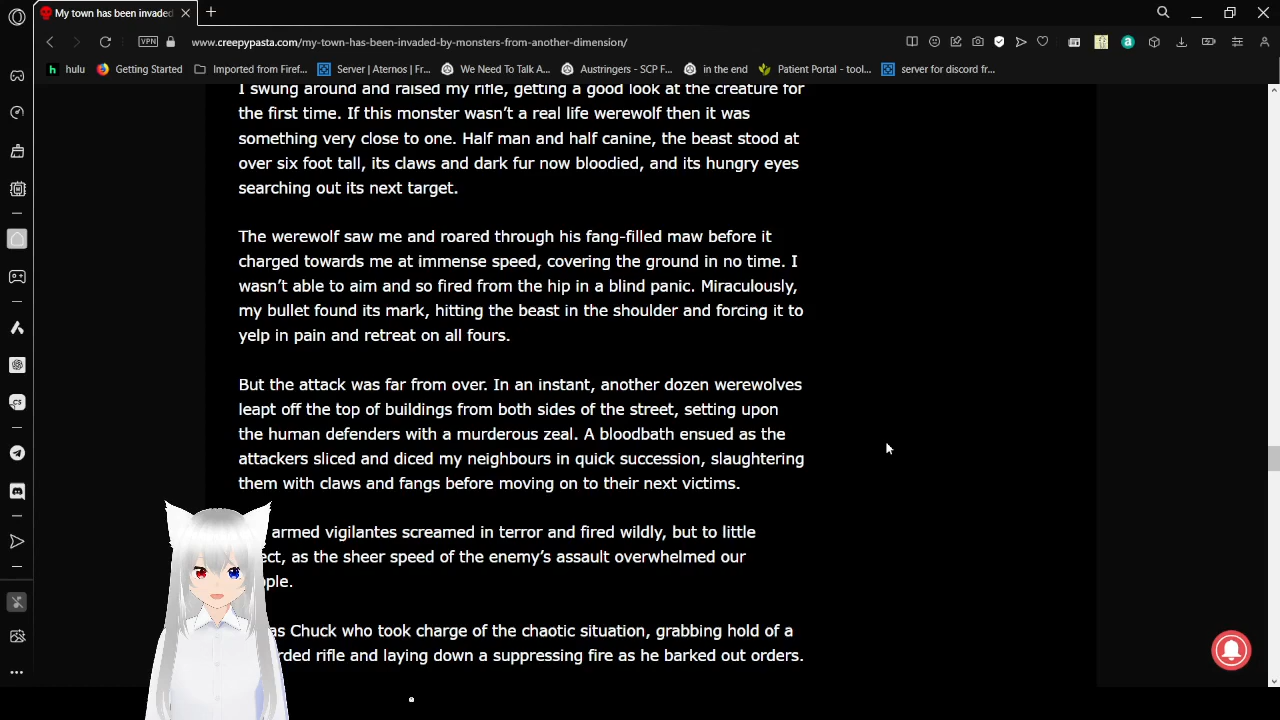 My town has been invaded
www.creepypasta.com/my-town-has-been-invaded-by-monsters-from-another-dimension/
VPN
hulu
Getting Started
Imported from Firef...
Server | Aternos | Fr...
We Need To Talk A...
Austringers - SCP F...
in the end
Patient Portal - tool...
server for discord fr...
I swung around and raised my rifle, getting a good look at the creature for
the first time. If this monster wasn't a real life werewolf then it was
something very close to one. Half man and half canine, the beast stood at
over six foot tall, its claws and dark fur now bloodied, and its hungry eyes
searching out its next target.
The werewolf saw me and roared through his fang-filled maw before it
charged towards me at immense speed, covering the ground in no time. I
wasn't able to aim and so fired from the hip in a blind panic. Miraculously,
my bullet found its mark, hitting the beast in the shoulder and forcing it to
yelp in pain and retreat on all fours.
But the attack was far from over. In an instant, another dozen werewolves
leapt off the top of buildings from both sides of the street, setting upon
the human defenders with a murderous zeal. A bloodbath ensued as the
attackers sliced and diced my neighbours in quick succession, slaughtering
them with claws and fangs before moving on to their next victims.
armed vigilantes screamed in terror and fired wildly, but to little
ect, as the sheer speed of the enemy's assault overwhelmed our
ple.
as Chuck who took charge of the chaotic situation, grabbing hold of a
rded rifle and laying down a suppressing fire as he barked out orders.